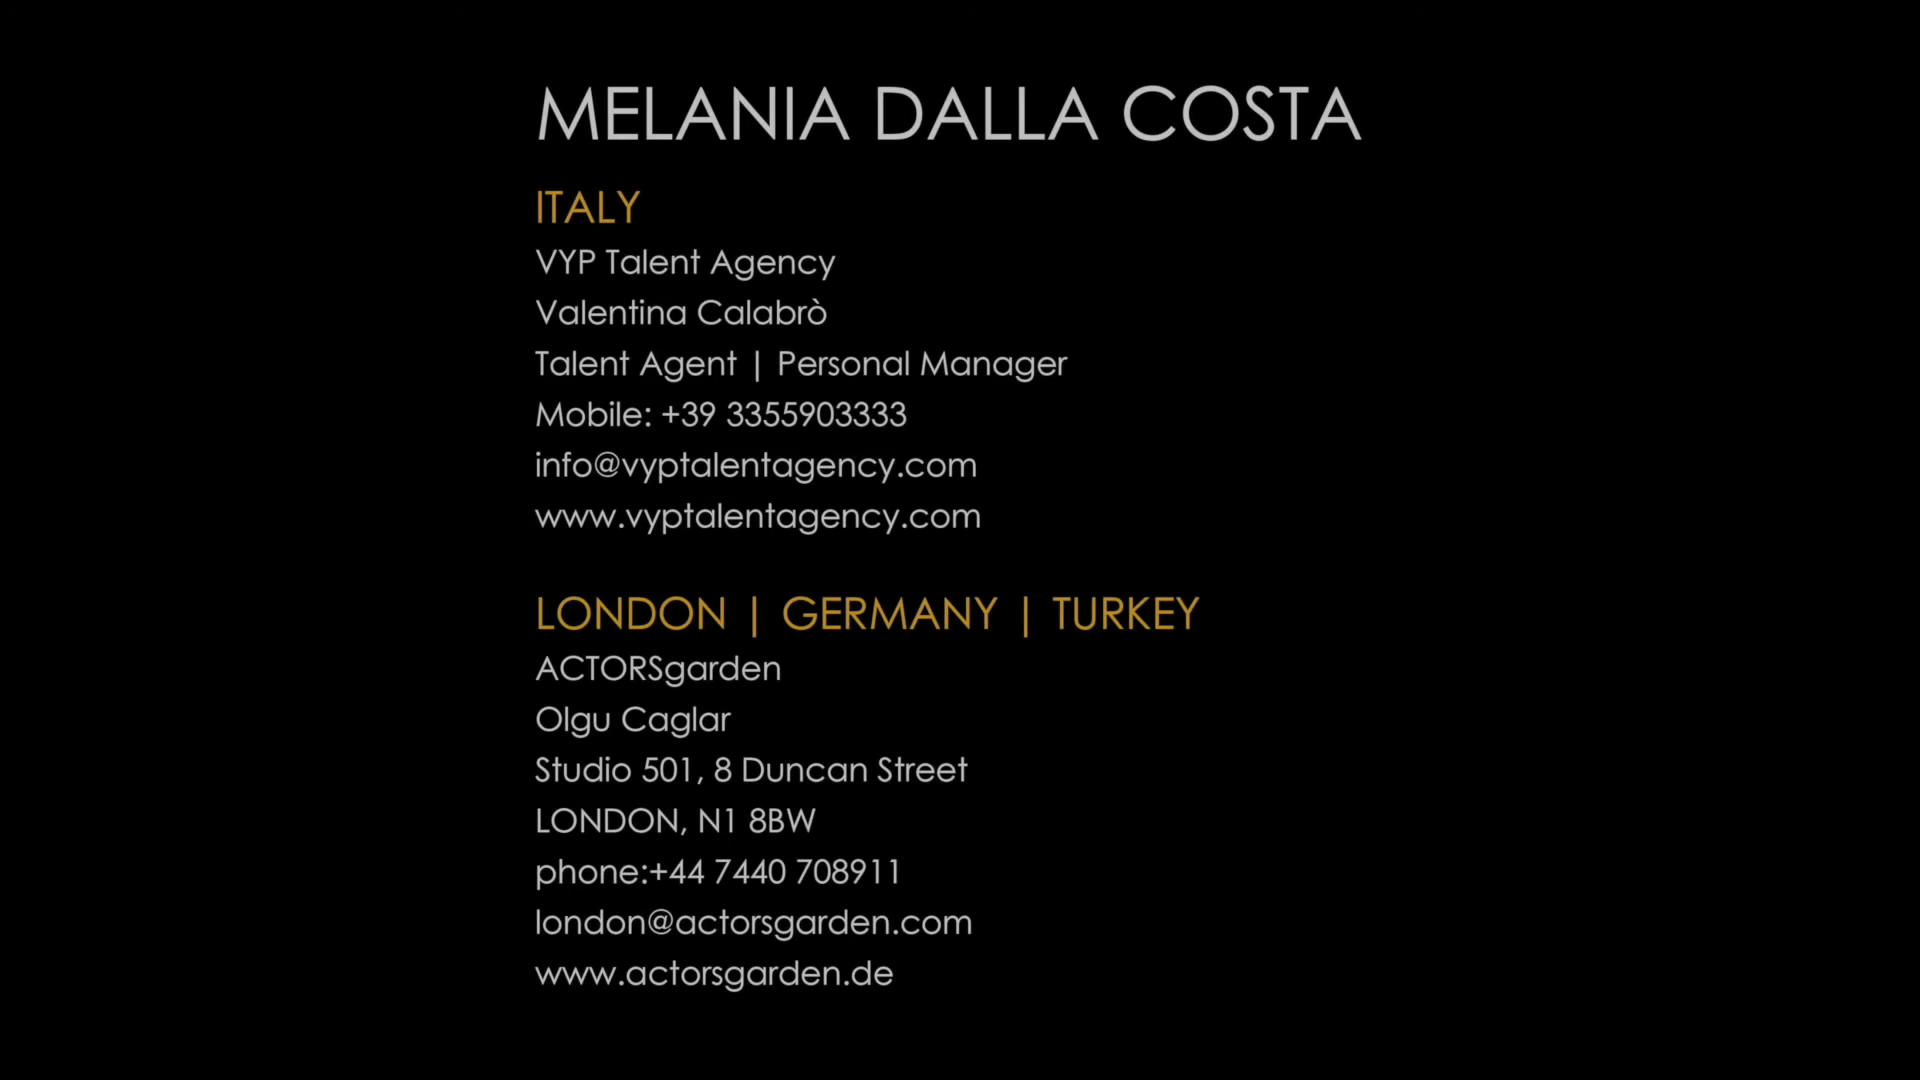 MELANIA DALLA COSTA
ITALY
VYP Talent Agency
Valentina Calabrò
Talent Agent | Personal Manager
Mobile: +39 3355903333
info@vyptalentagency.com
www.vyptalentagency.com
LONDON | GERMANY | TURKEY
ACTORSgarden
Olgu Caglar
Studio 501, 8 Duncan Street
LONDON, N1 8BW
phone:+44 7440 708911
london@actorsgarden.com
www.actorsgarden.de